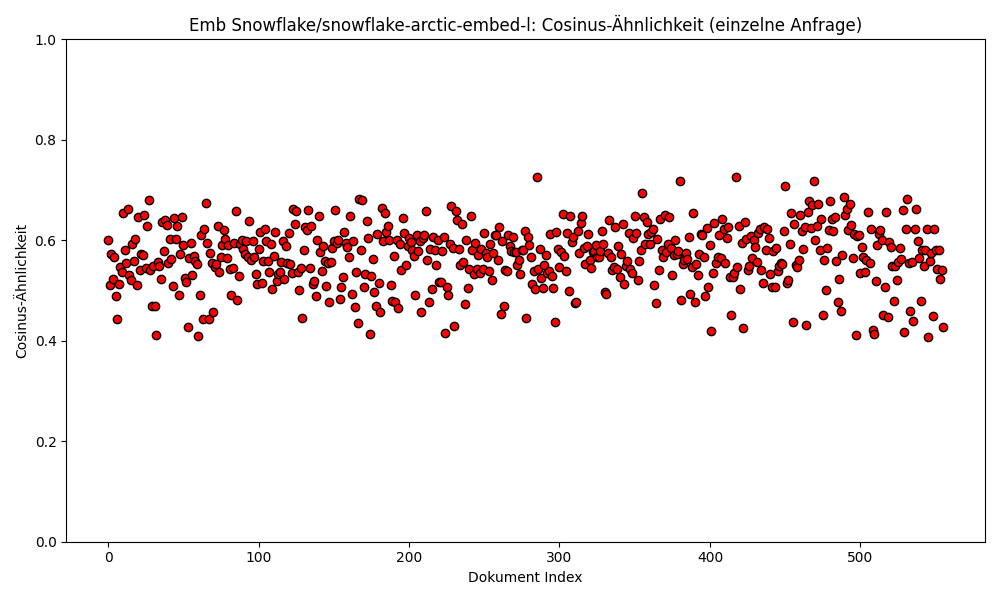 Emb Snowflake/snowflake-arctic-embed-l: Cosinus-Ähnlichkeit (einzelne Anfrage)
1.0
0.8
0.6
0.4
0.2
0.0
Cosinus-Ähnlichkeit
0 100 200 300 400 500
Dokument Index